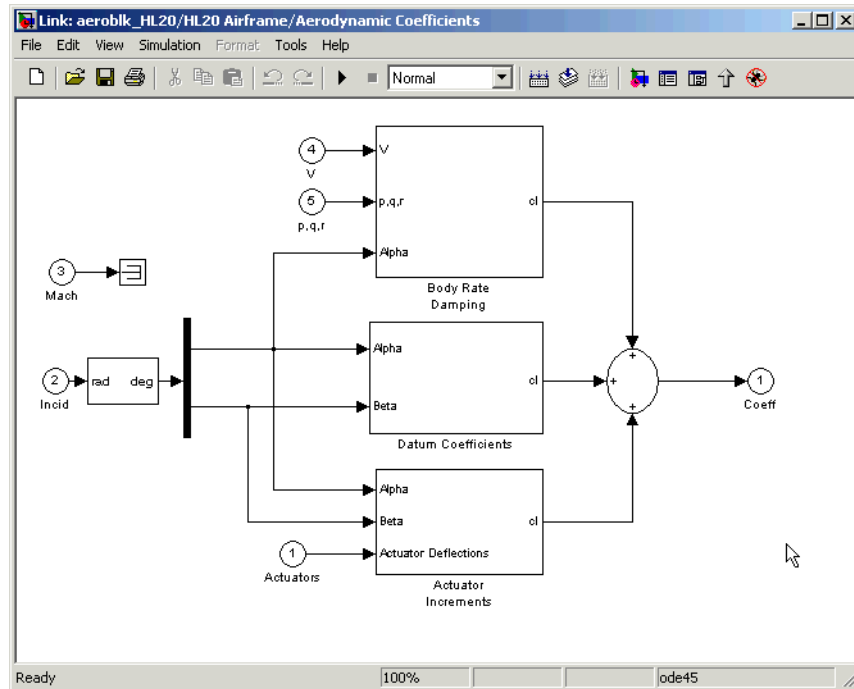 Link: aeroblk_HL20/HL20 Airframe/Aerodynamic Coefficients
File Edit View Simulation Format Tools Help
Normal
4
V
V
5
p,q,r
p,q,r
cl
Alpha
Body Rate
Damping
3
Mach
2
Incid
rad deg
Alpha
cl
Beta
Datum Coefficients
+
+
+
1
Coeff
Alpha
Beta
cl
1
Actuators
Actuator Deflections
Actuator
Increments
Ready
100%
ode45